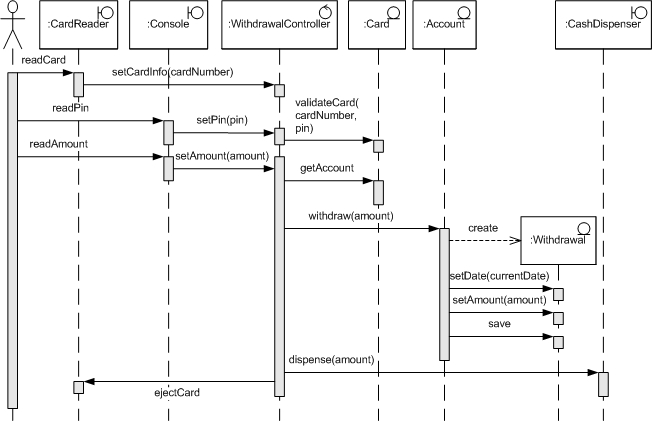 :CardReader
:Console
:WithdrawalController
:Card
:Account
:CashDispenser
readCard
setCardInfo(cardNumber)
readPin
setPin(pin)
validateCard(
cardNumber,
pin)
readAmount
setAmount(amount)
getAccount
withdraw(amount)
create
:Withdrawal
setDate(currentDate)
setAmount(amount)
save
dispense(amount)
ejectCard